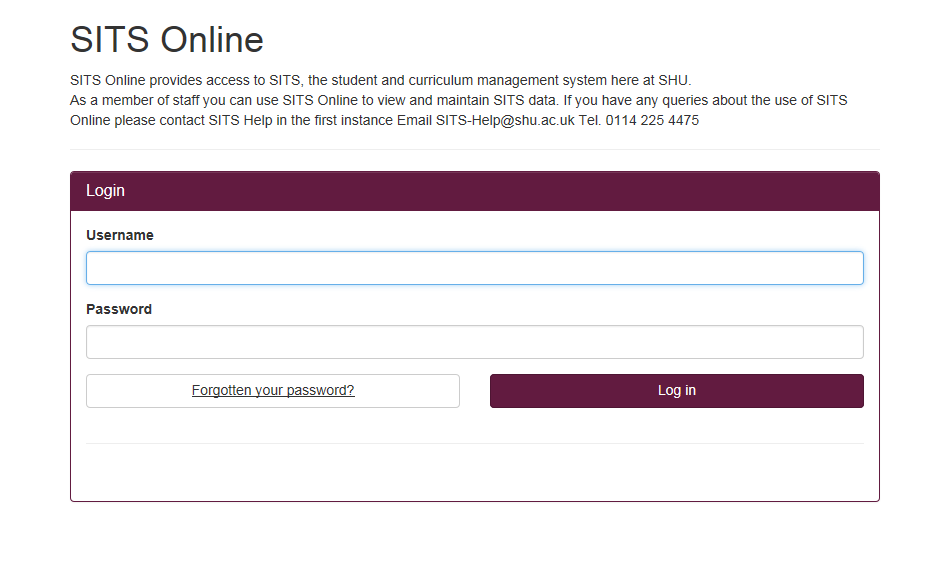 SITS Online
SITS Online provides access to SITS, the student and curriculum management system here at SHU.
As a member of staff you can use SITS Online to view and maintain SITS data. If you have any queries about the use of SITS
Online please contact SITS Help in the first instance Email SITS-Help@shu.ac.uk Tel. 0114 225 4475
Login
Username
Password
Forgotten your password?
Log in